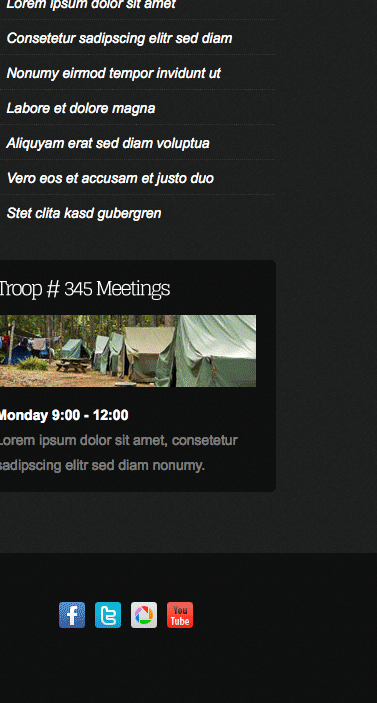 Lorem ipsum dolor sit amet
Consetetur sadipscing elitr sed diam
Nonumy eirmod tempor invidunt ut
Labore et dolore magna
Aliquyam erat sed diam voluptua
Vero eos et accusam et justo duo
Stet clita kasd gubergren
Troop # 345 Meetings
Monday 9:00 - 12:00
Lorem ipsum dolor sit amet, consetetur
sadipscing elitr sed diam nonumy.
f t You
Tube